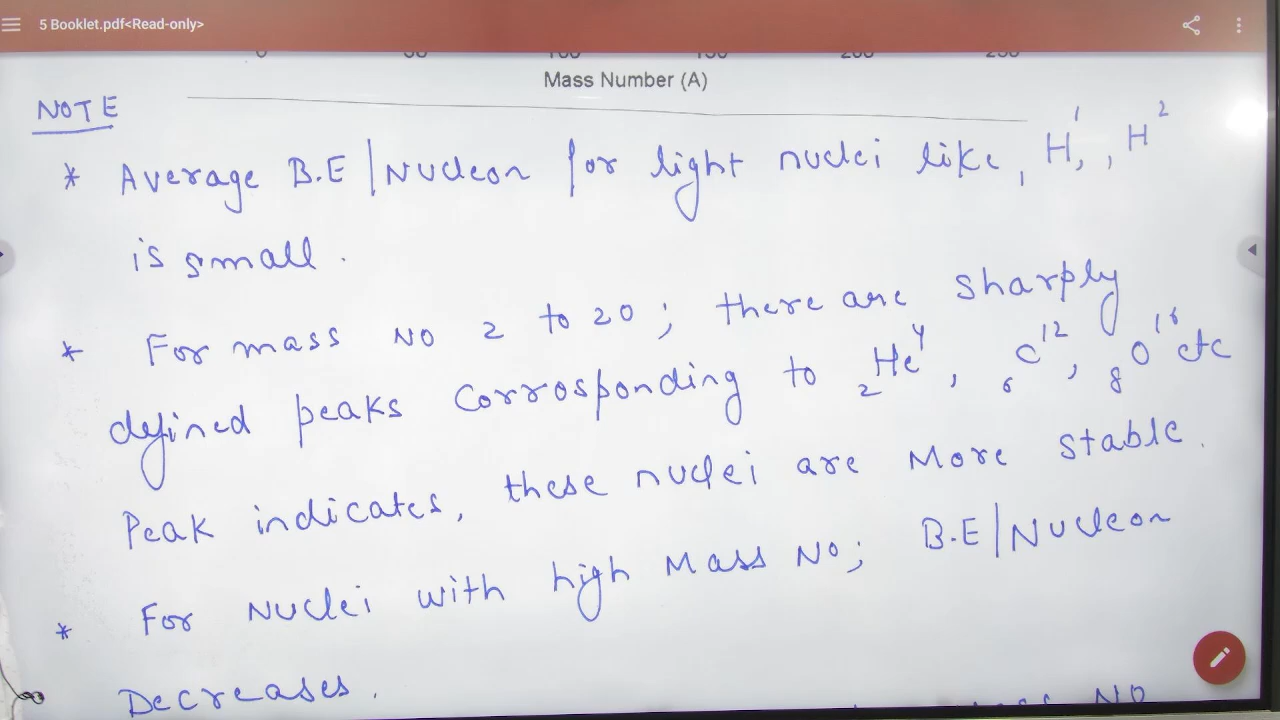 5 Booklet.pdf<Read-only>
Mass Number (A)
NOTE
* Average B.E/Nucleon for light nuclei like, ₁H¹, ₁H²
is small.
* For mass No 2 to 20; there are sharply
defined peaks corrosponding to ₂He⁴, ₆C¹², ₈O¹⁶ etc
Peak indicates, these nuclei are More stable.
* For Nuclei with high Mass No; B.E/Nucleon
Decreases.
No